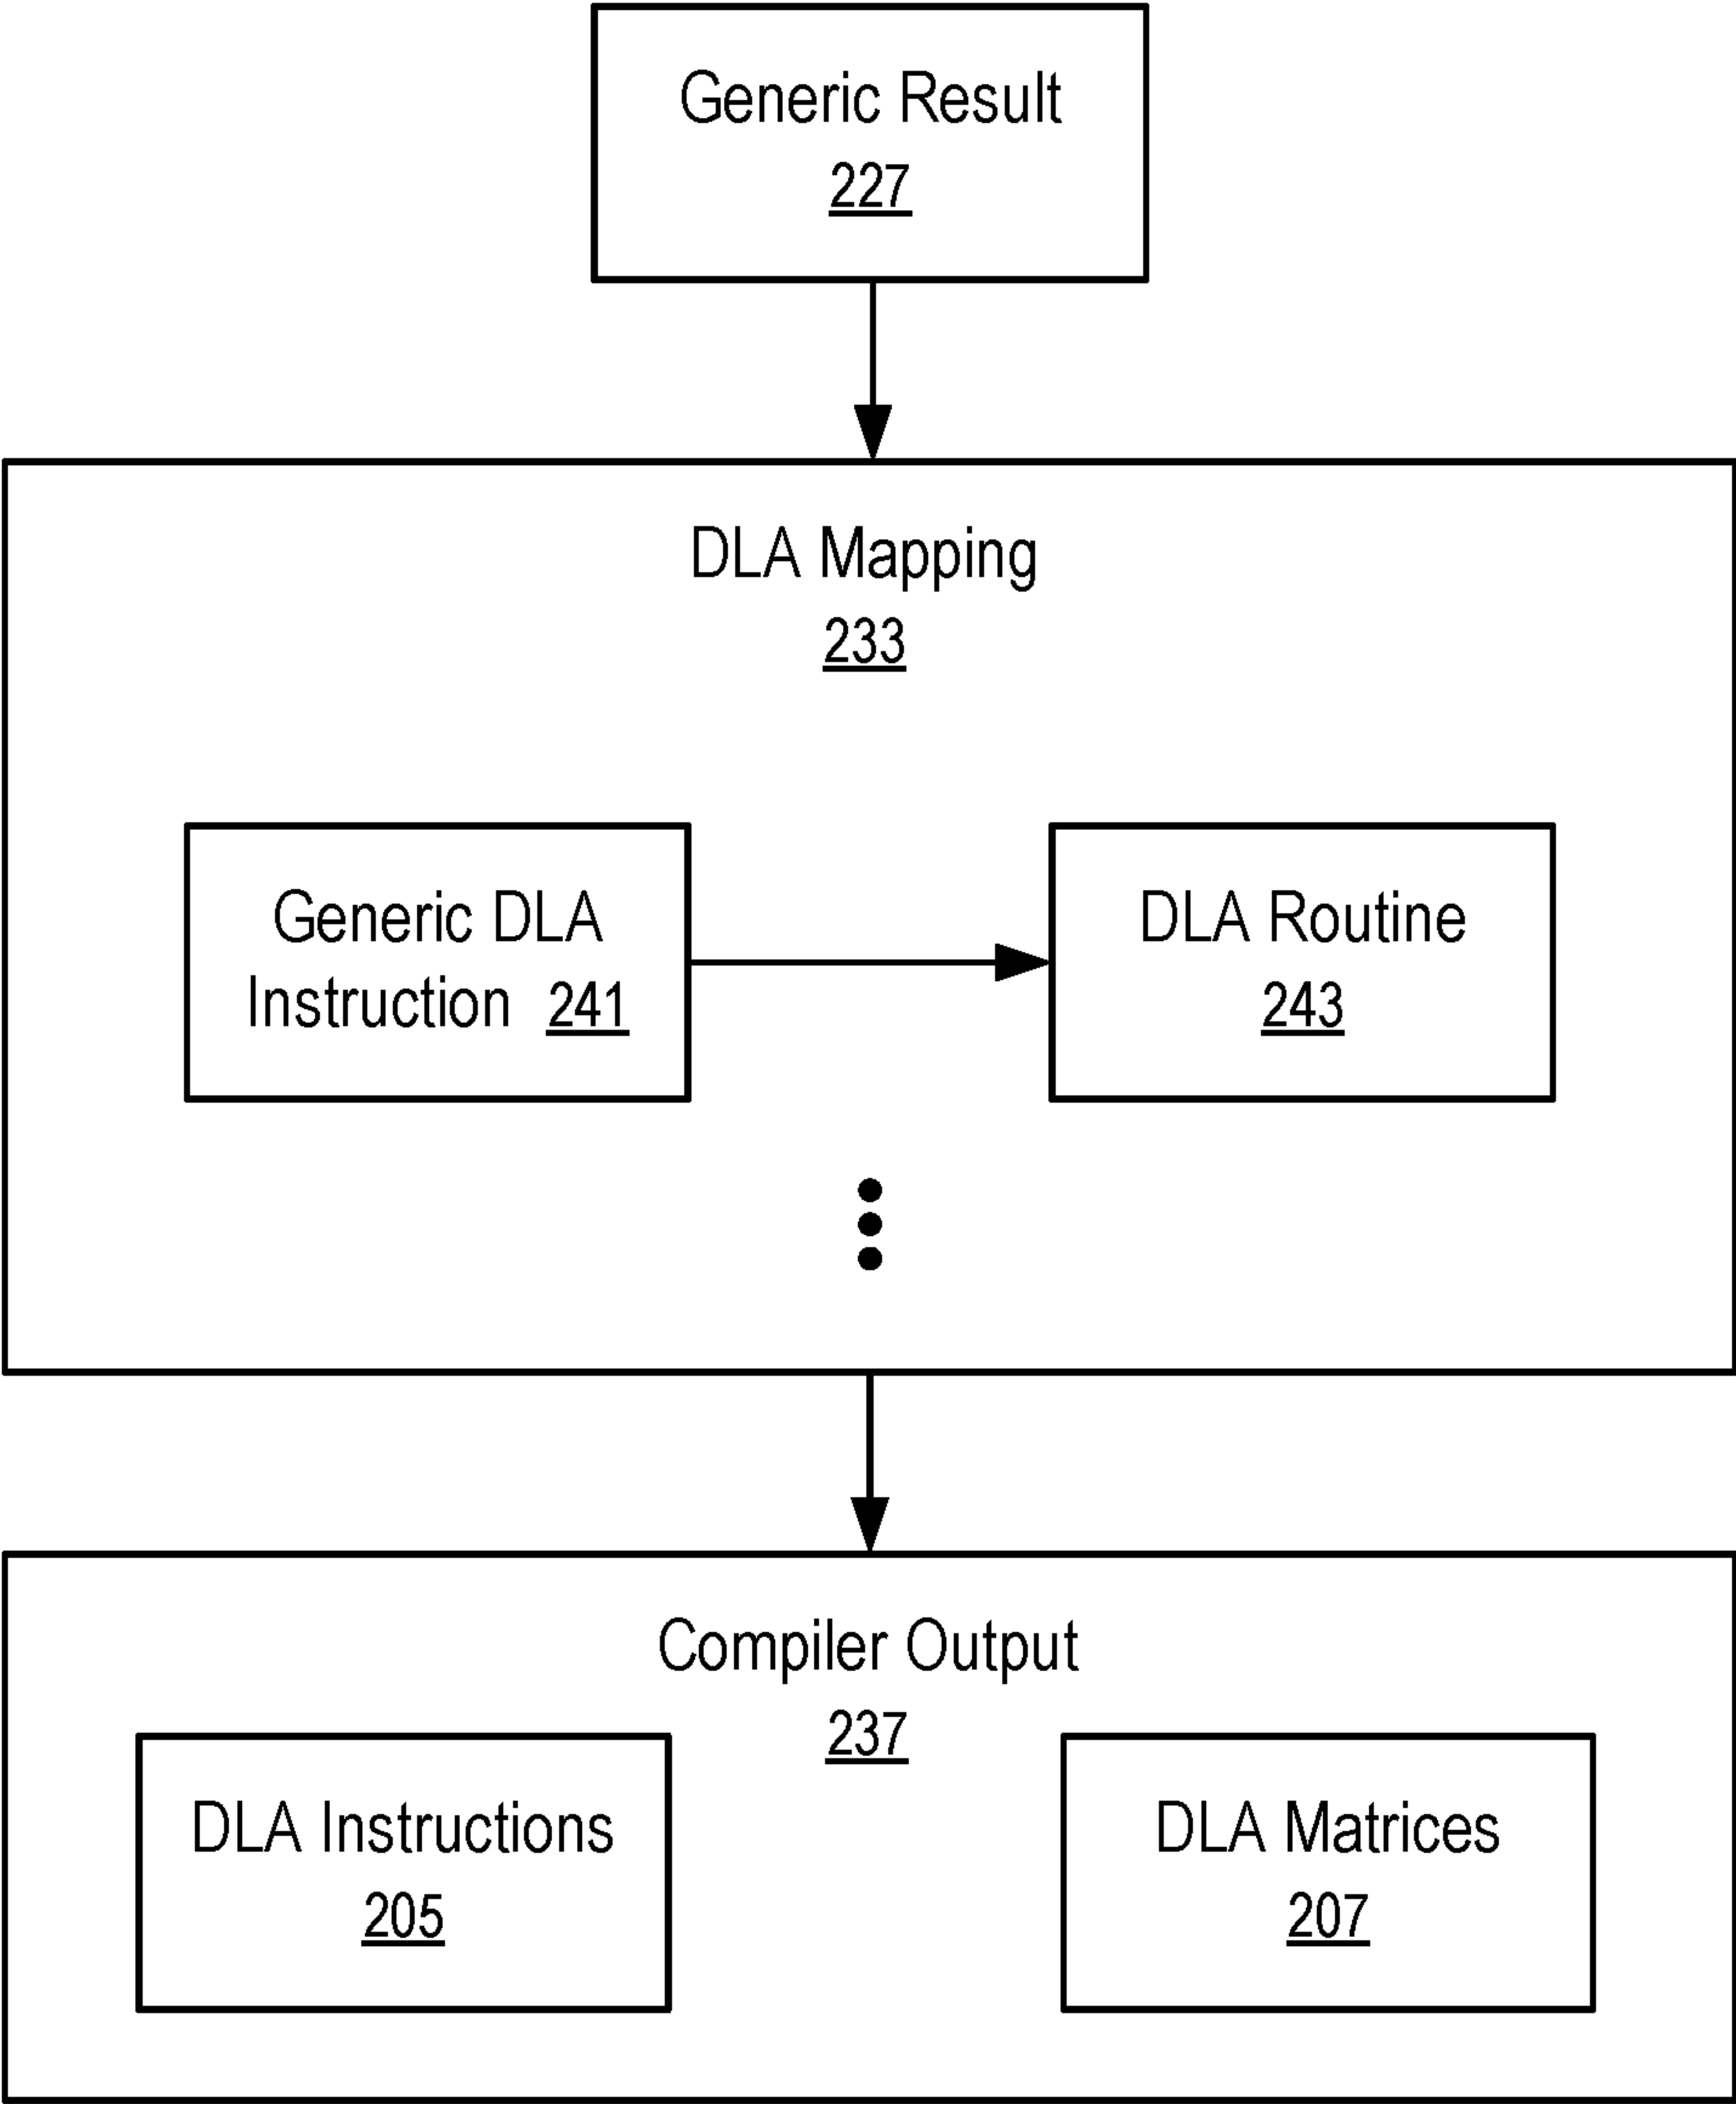 Generic Result
227
DLA Mapping
233
Generic DLA
Instruction 241
DLA Routine
243
Compiler Output
237
DLA Instructions
205
DLA Matrices
207